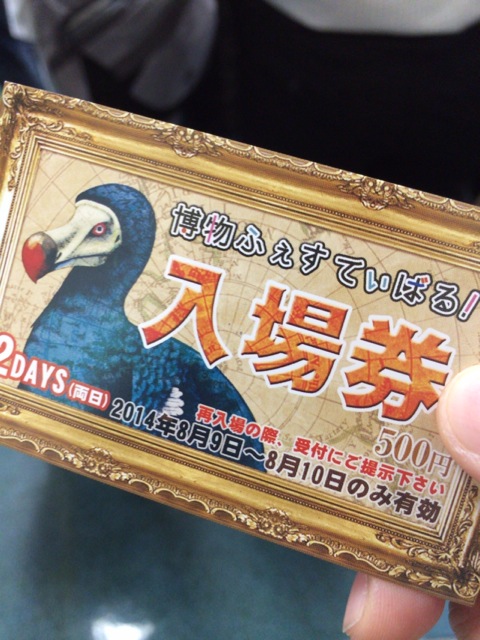 博物ふぇすてぃばる!
入場券
500円
2DAYS(両日)
再入場の際、受付にご提示下さい
2014年8月9日～8月10日のみ有効